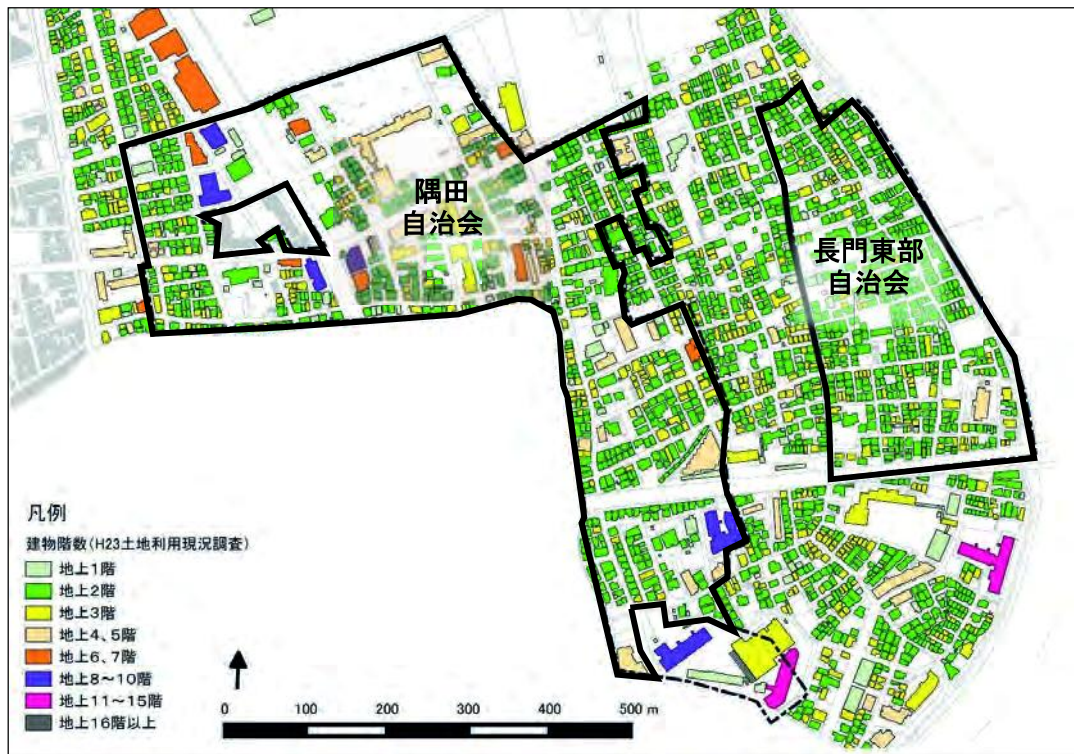 隅田
自治会
長門東部
自治会
凡例
建物階数(H23土地利用現況調査)
地上1階
地上2階
地上3階
地上4、5階
地上6、7階
地上8～10階
地上11～15階
地上16階以上
0 100 200 300 400 500 m